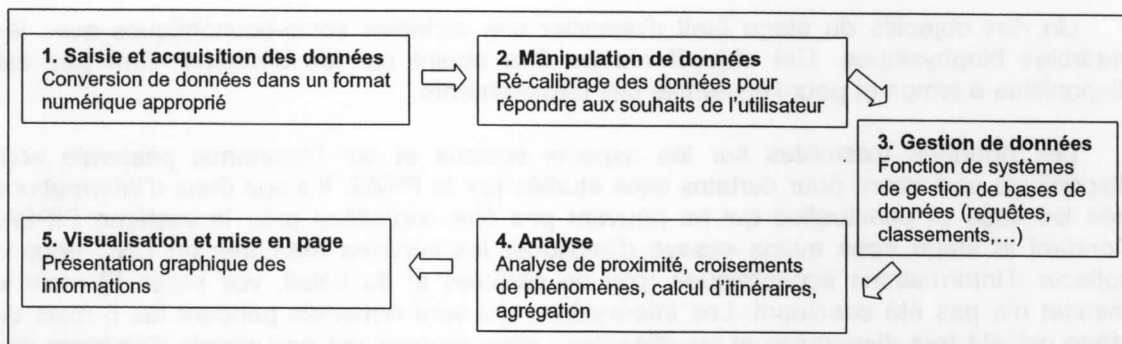 1. Saisie et acquisition des données
Conversion de données dans un format
numérique approprié
2. Manipulation de données
Ré-calibrage des données pour
répondre aux souhaits de l'utilisateur
3. Gestion de données
Création de systèmes
de gestion de bases de
données (requêtes,
classements...)
4. Analyse
Analyse de proximité, croisements
de phénomènes, calcul d'itinéraire,
agrégation
5. Visualisation et mise en page
Présentation graphique des
informations